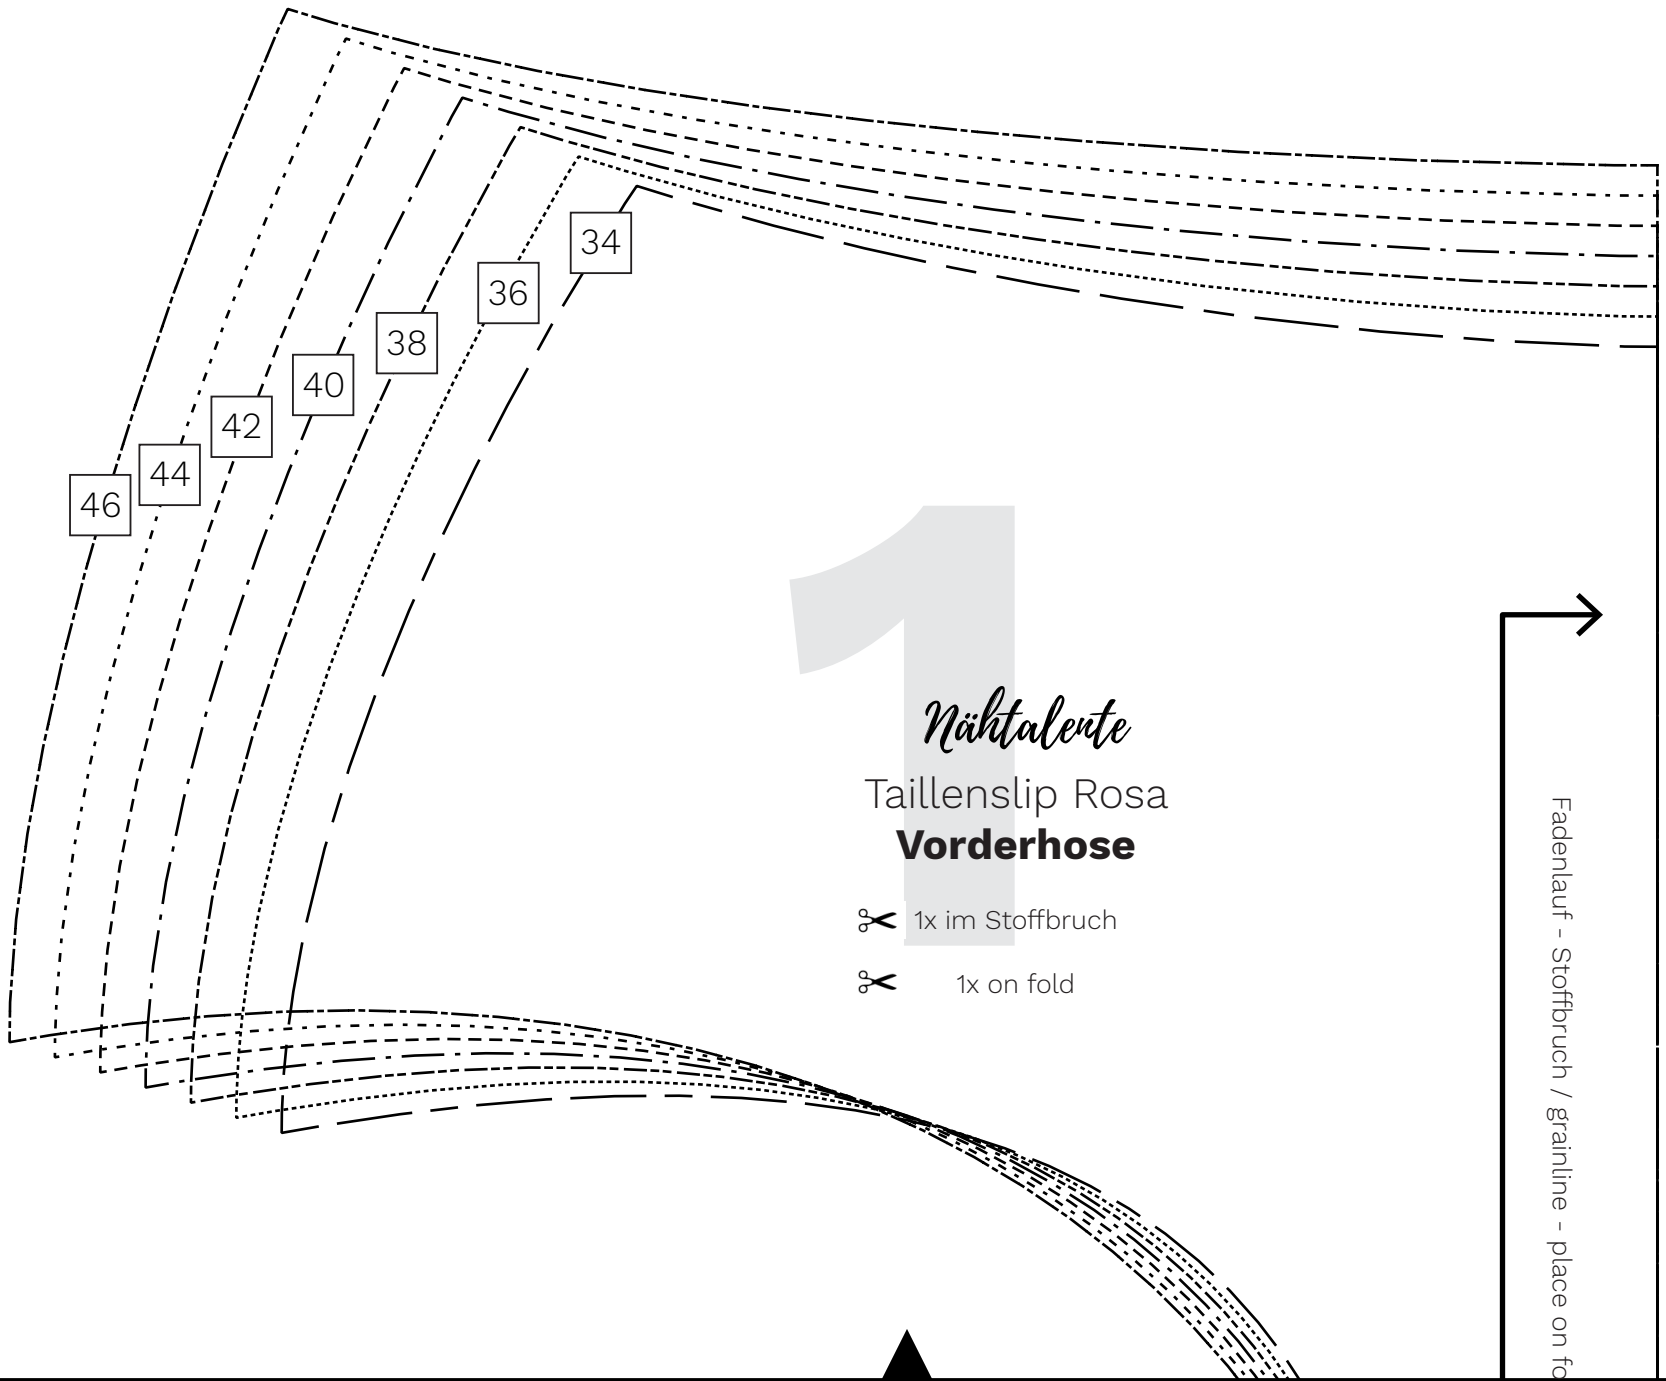 34
36
38
40
42
44
46
1
Nähtalente
Taillenslip Rosa
Vorderhose
1x im Stoffbruch
1x on fold
Fadenlauf - Stoffbruch / grainline - place on fo